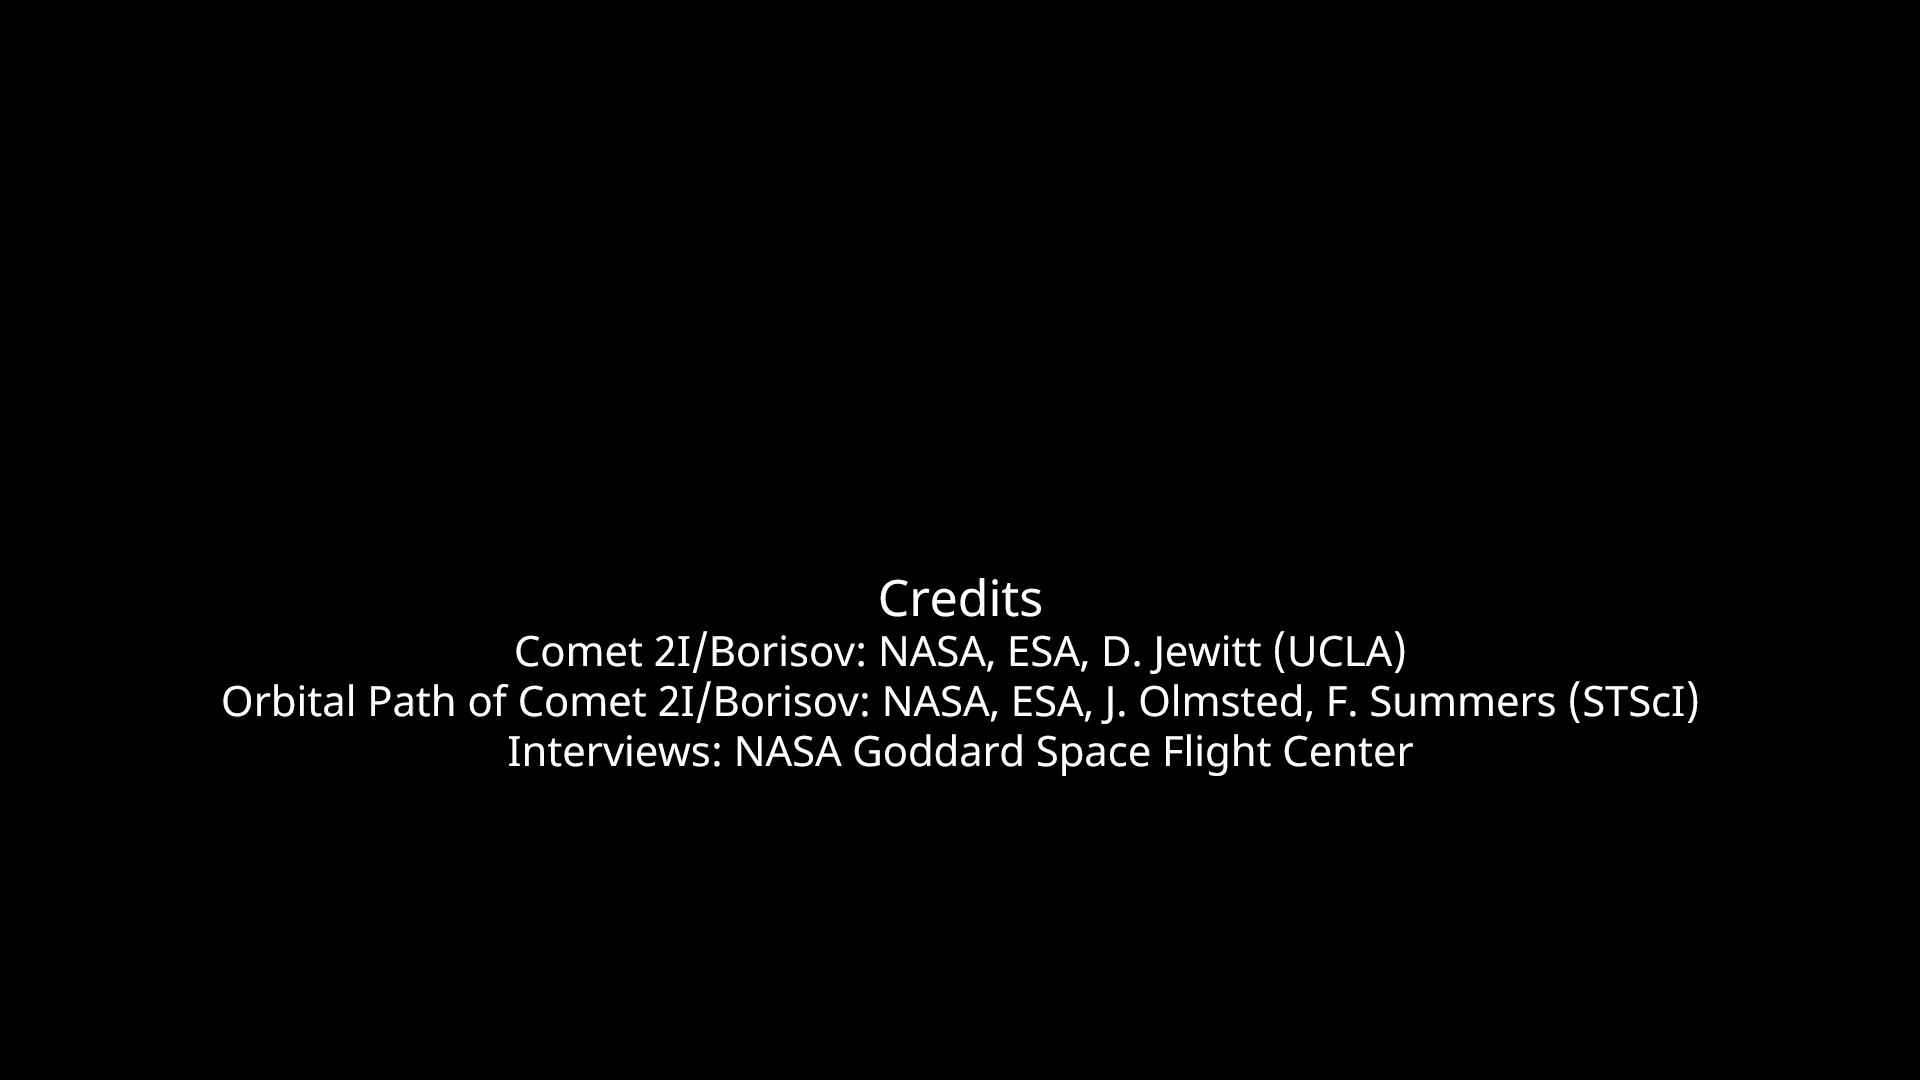 Credits
Comet 2I/Borisov: NASA, ESA, D. Jewitt (UCLA)
Orbital Path of Comet 2I/Borisov: NASA, ESA, J. Olmsted, F. Summers (STScI)
Interviews: NASA Goddard Space Flight Center